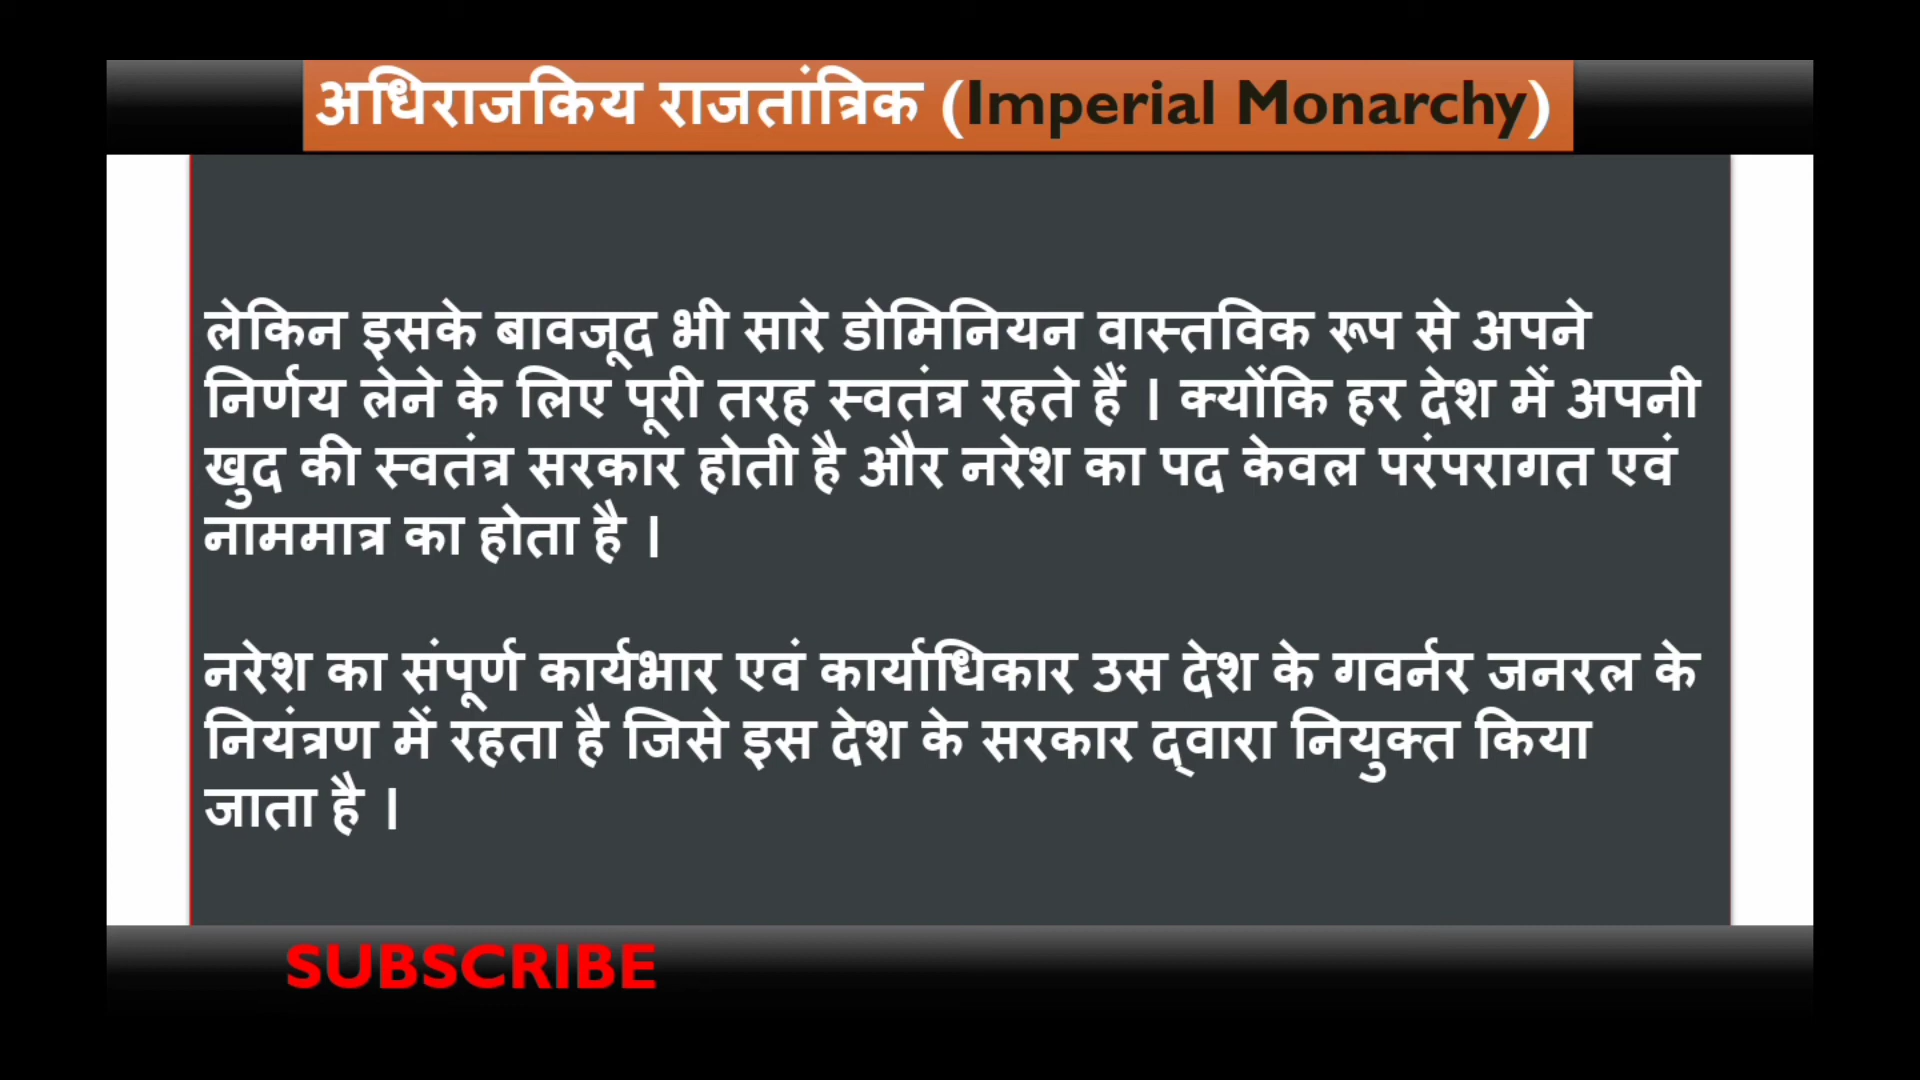 अधिराजकिय राजतांत्रिक (Imperial Monarchy)
लेकिन इसके बावजूद भी सारे डोमिनियन वास्तविक रूप से अपने
निर्णय लेने के लिए पूरी तरह स्वतंत्र रहते हैं । क्योंकि हर देश में अपनी
खुद की स्वतंत्र सरकार होती है और नरेश का पद केवल परंपरागत एवं
नाममात्र का होता है ।
नरेश का संपूर्ण कार्यभार एवं कार्याधिकार उस देश के गवर्नर जनरल के
नियंत्रण में रहता है जिसे इस देश के सरकार द्वारा नियुक्त किया
जाता है ।
SUBSCRIBE